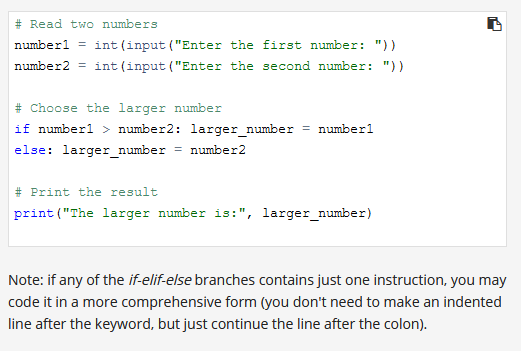 # Read two numbers
number1 = int(input("Enter the first number: "))
number2 = int(input("Enter the second number: "))

# Choose the larger number
if number1 > number2: larger_number = number1
else: larger_number = number2

# Print the result
print("The larger number is:", larger_number)

Note: if any of the if-elif-else branches contains just one instruction, you may
code it in a more comprehensive form (you don't need to make an indented
line after the keyword, but just continue the line after the colon).